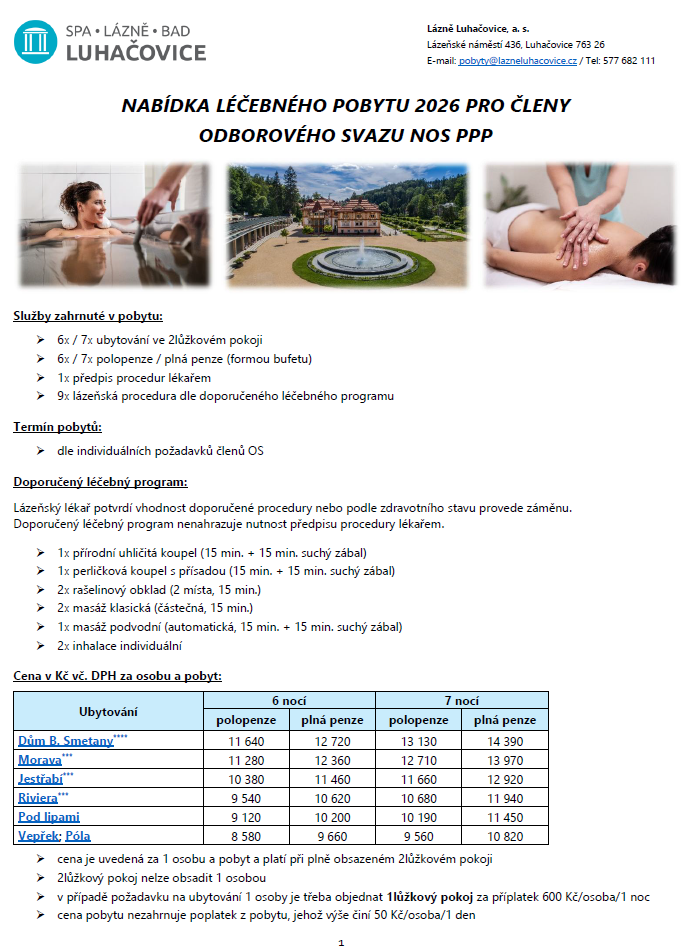 SPA • LÁZNĚ • BAD
LUHAČOVICE
Lázně Luhačovice, a. s.
Lázeňské náměstí 436, Luhačovice 763 26
E-mail: pobyty@lazneluhacovice.cz / Tel: 577 682 111
NABÍDKA LÉČEBNÉHO POBYTU 2026 PRO ČLENY
ODBOROVÉHO SVAZU NOS PPP
Služby zahrnuté v pobytu:
➢ 6x / 7x ubytování ve 2lůžkovém pokoji
➢ 6x / 7x polopenze / plná penze (formou bufetu)
➢ 1x předpis procedur lékařem
➢ 9x lázeňská procedura dle doporučeného léčebného programu
Termín pobytů:
➢ dle individuálních požadavků členů OS
Doporučený léčebný program:
Lázeňský lékař potvrdí vhodnost doporučené procedury nebo podle zdravotního stavu provede záměnu.
Doporučený léčebný program nenahrazuje nutnost předpisu procedury lékařem.
➢ 1x přírodní uhličitá koupel (15 min. + 15 min. suchý zábal)
➢ 1x perličková koupel s přísadou (15 min. + 15 min. suchý zábal)
➢ 2x rašelinový obklad (2 místa, 15 min.)
➢ 2x masáž klasická (částečná, 15 min.)
➢ 1x masáž podvodní (automatická, 15 min. + 15 min. suchý zábal)
➢ 2x inhalace individuální
Cena v Kč vč. DPH za osobu a pobyt:
Ubytování 6 nocí 7 nocí
polopenze plná penze polopenze plná penze
Dům B. Smetany**** 11 640 12 720 13 130 14 390
Morava*** 11 280 12 360 12 710 13 970
Jestřabí*** 10 380 11 460 11 660 12 920
Riviera*** 9 540 10 620 10 680 11 940
Pod lipami 9 120 10 200 10 190 11 450
Vepřek; Póla 8 580 9 660 9 560 10 820
➢ cena je uvedená za 1 osobu a pobyt a platí při plně obsazeném 2lůžkovém pokoji
➢ 2lůžkový pokoj nelze obsadit 1 osobou
➢ v případě požadavku na ubytování 1 osoby je třeba objednat 1lůžkový pokoj za příplatek 600 Kč/osoba/1 noc
➢ cena pobytu nezahrnuje poplatek z pobytu, jehož výše činí 50 Kč/osoba/1 den
1